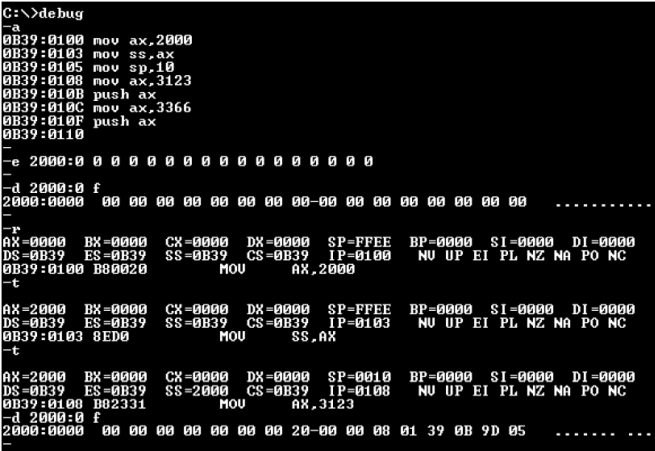 C:\>debug
-a
0B39:0100 mov ax,2000
0B39:0103 mov ss,ax
0B39:0105 mov sp,10
0B39:0108 mov ax,3123
0B39:010B push ax
0B39:010C mov ax,3366
0B39:010F push ax
0B39:0110
-
-e 2000:0 0 0 0 0 0 0 0 0 0 0 0 0 0 0 0 0
-
-d 2000:0 f
2000:0000  00 00 00 00 00 00 00 00-00 00 00 00 00 00 00 00   ...........
-
-r
AX=0000  BX=0000  CX=0000  DX=0000  SP=FFEE  BP=0000  SI=0000  DI=0000
DS=0B39  ES=0B39  SS=0B39  CS=0B39  IP=0100   NV UP EI PL NZ NA PO NC
0B39:0100 B80020        MOV     AX,2000
-t
AX=2000  BX=0000  CX=0000  DX=0000  SP=FFEE  BP=0000  SI=0000  DI=0000
DS=0B39  ES=0B39  SS=0B39  CS=0B39  IP=0103   NV UP EI PL NZ NA PO NC
0B39:0103 8ED0          MOV     SS,AX
-t
AX=2000  BX=0000  CX=0000  DX=0000  SP=0010  BP=0000  SI=0000  DI=0000
DS=0B39  ES=0B39  SS=2000  CS=0B39  IP=0108   NV UP EI PL NZ NA PO NC
0B39:0108 B82331        MOV     AX,3123
-d 2000:0 f
2000:0000  00 00 00 00 00 00 00 20-00 00 08 01 39 0B 9D 05   ....... ...
-